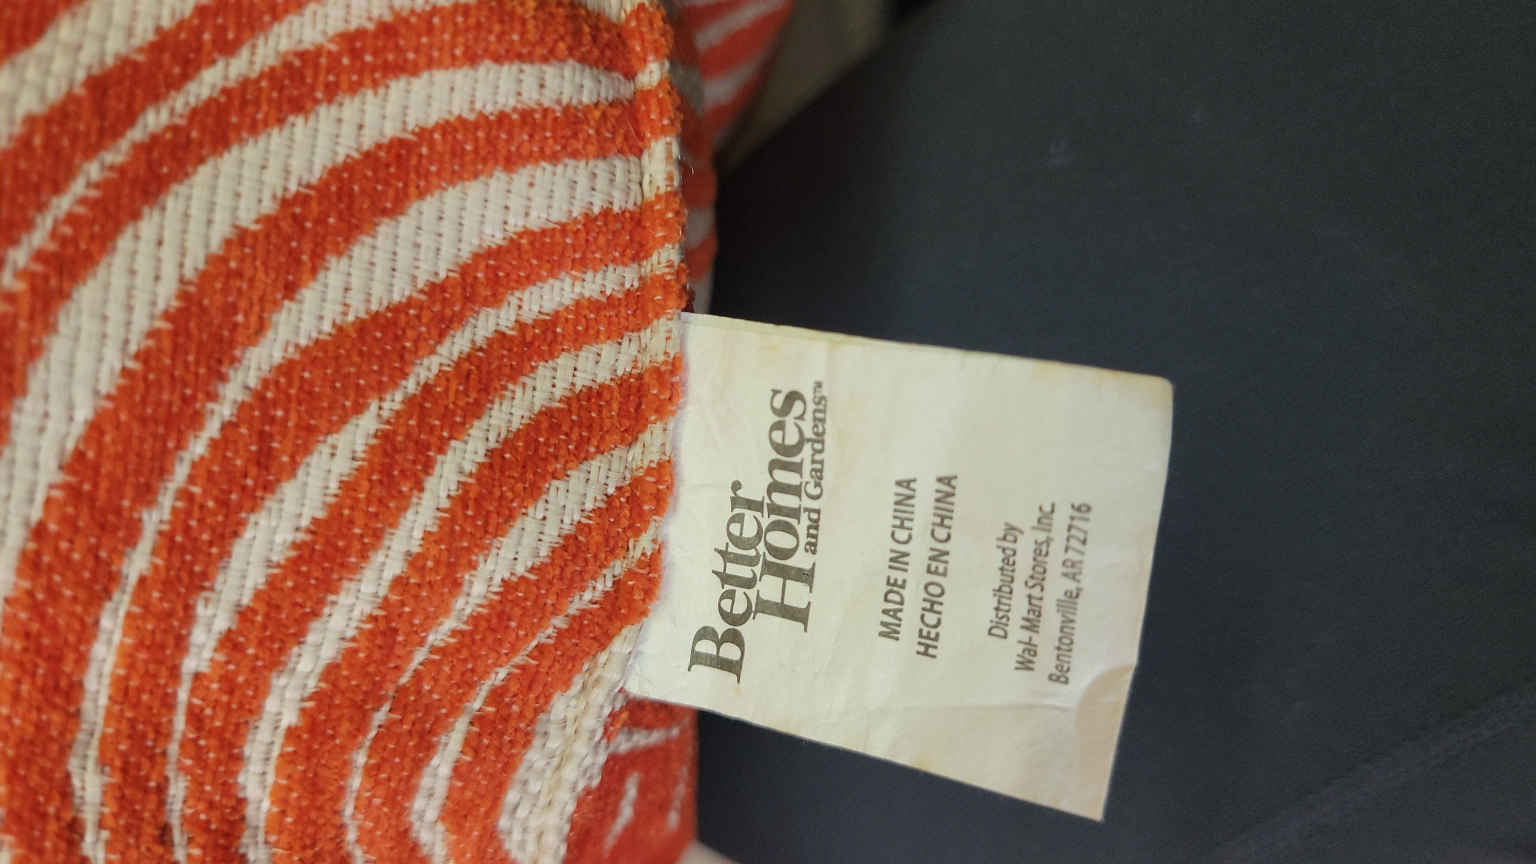 Better
Homes
and Gardens™
MADE IN CHINA
HECHO EN CHINA
Distributed by
Wal-Mart Stores, Inc.
Bentonville, AR 72716